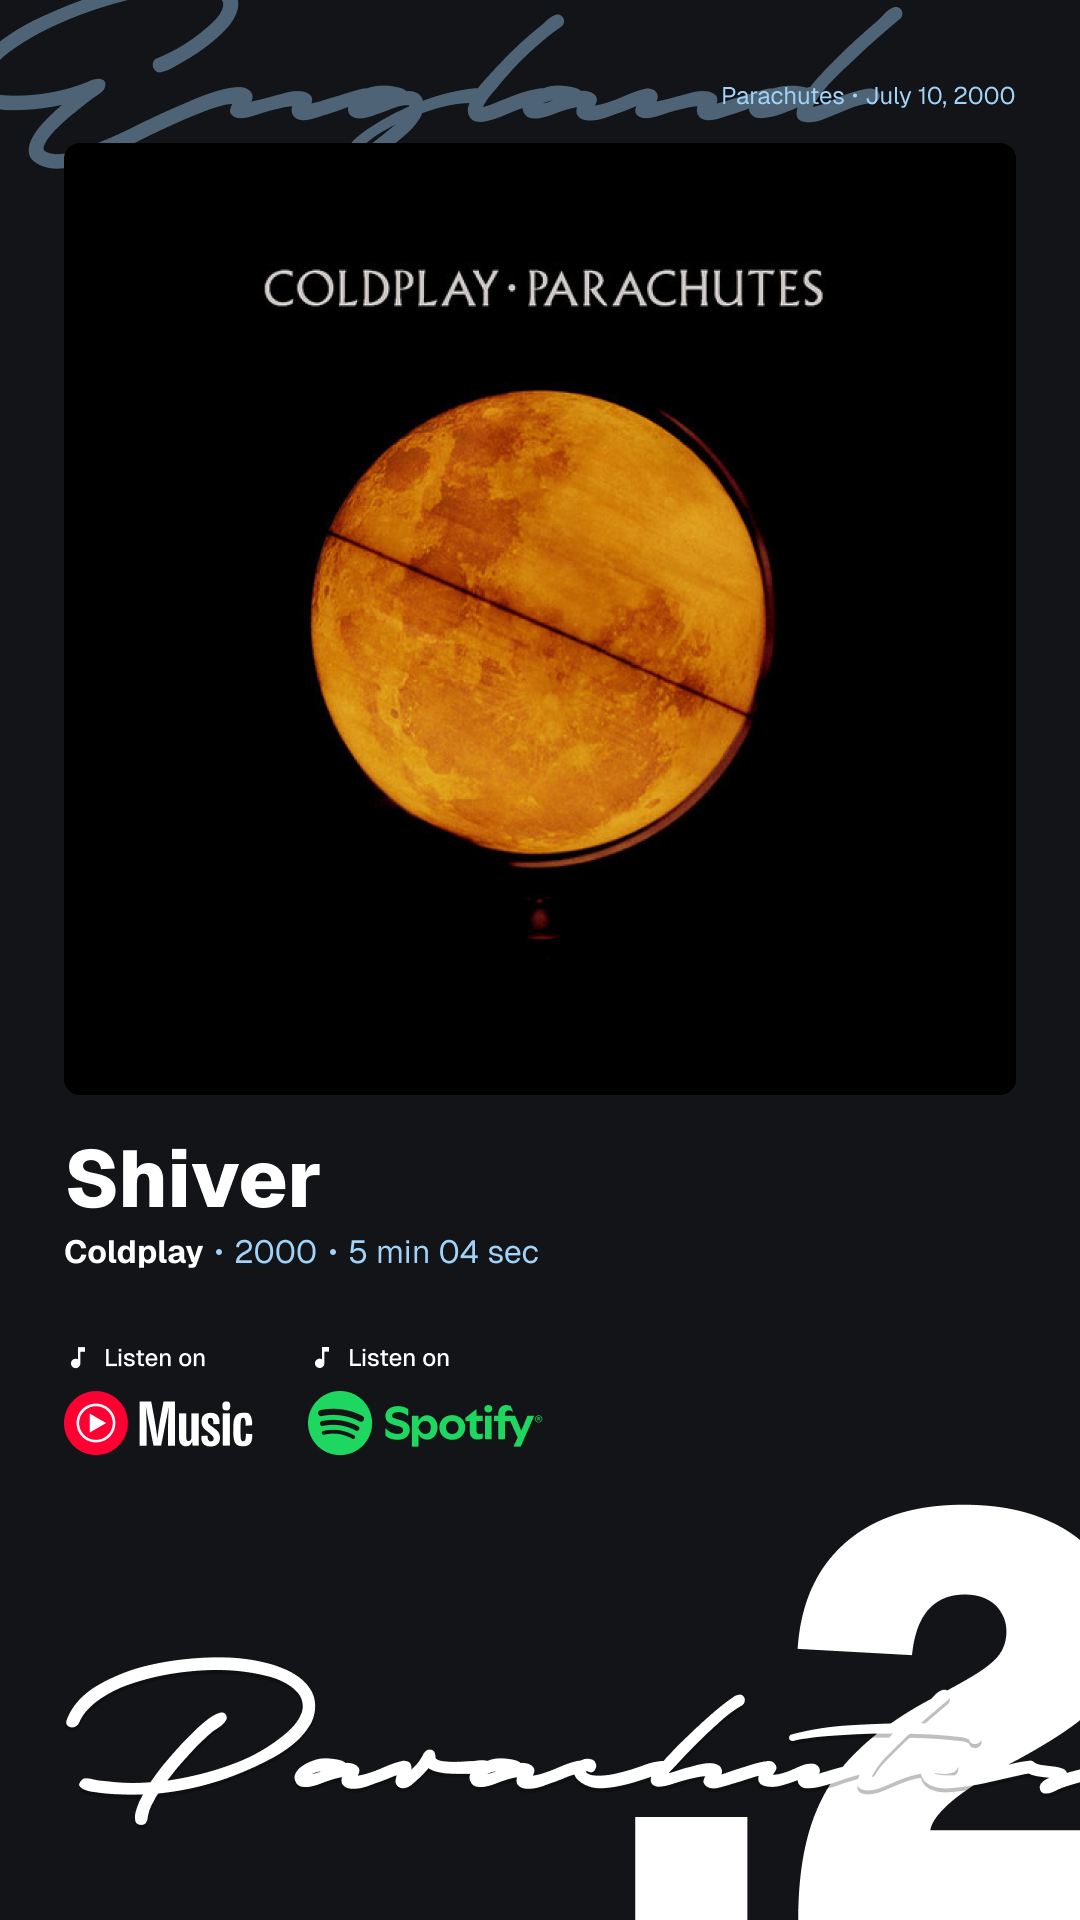 England
Parachutes • July 10, 2000
COLDPLAY • PARACHUTES
Shiver
Coldplay • 2000 • 5 min 04 sec
Listen on
Music
Listen on
Spotify®
Parachutes
.2